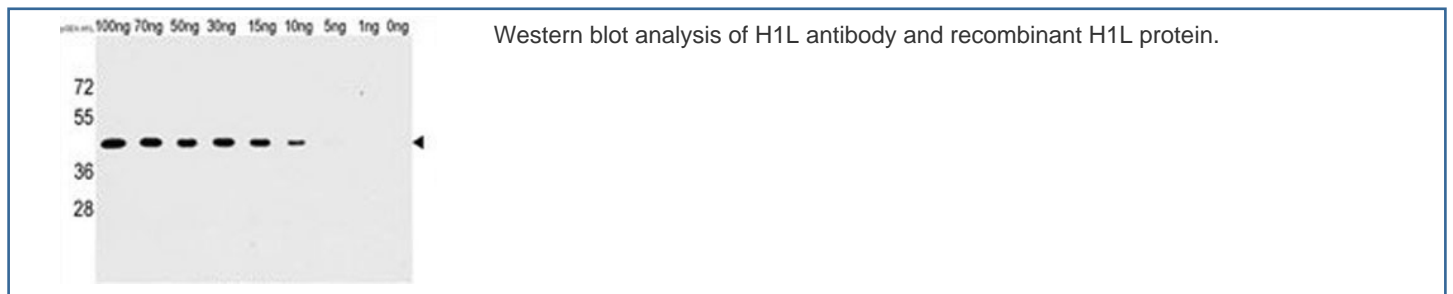 100ng 70ng 50ng 30ng 15ng 10ng 5ng 1ng 0ng
Western blot analysis of H1L antibody and recombinant H1L protein.
72
55
36
28